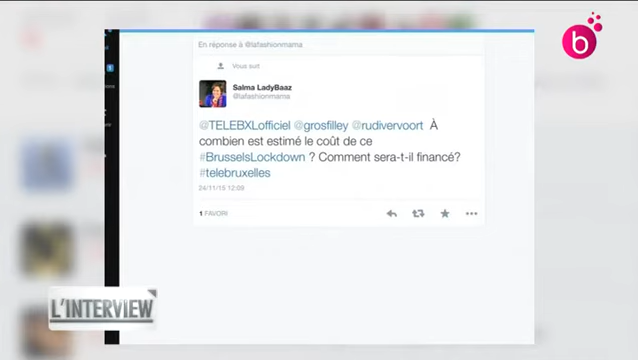 b
En réponse à @lafashionmama
Vous suit
Salma LadyBaaz
@lafashionmama
@TELEBXLofficiel @grosfilley @rudivervoort À
combien est estimé le coût de ce
#BrusselsLockdown ? Comment sera-t-il financé?
#telebruxelles
24/11/15 12:09
1 FAVORI
L'INTERVIEW